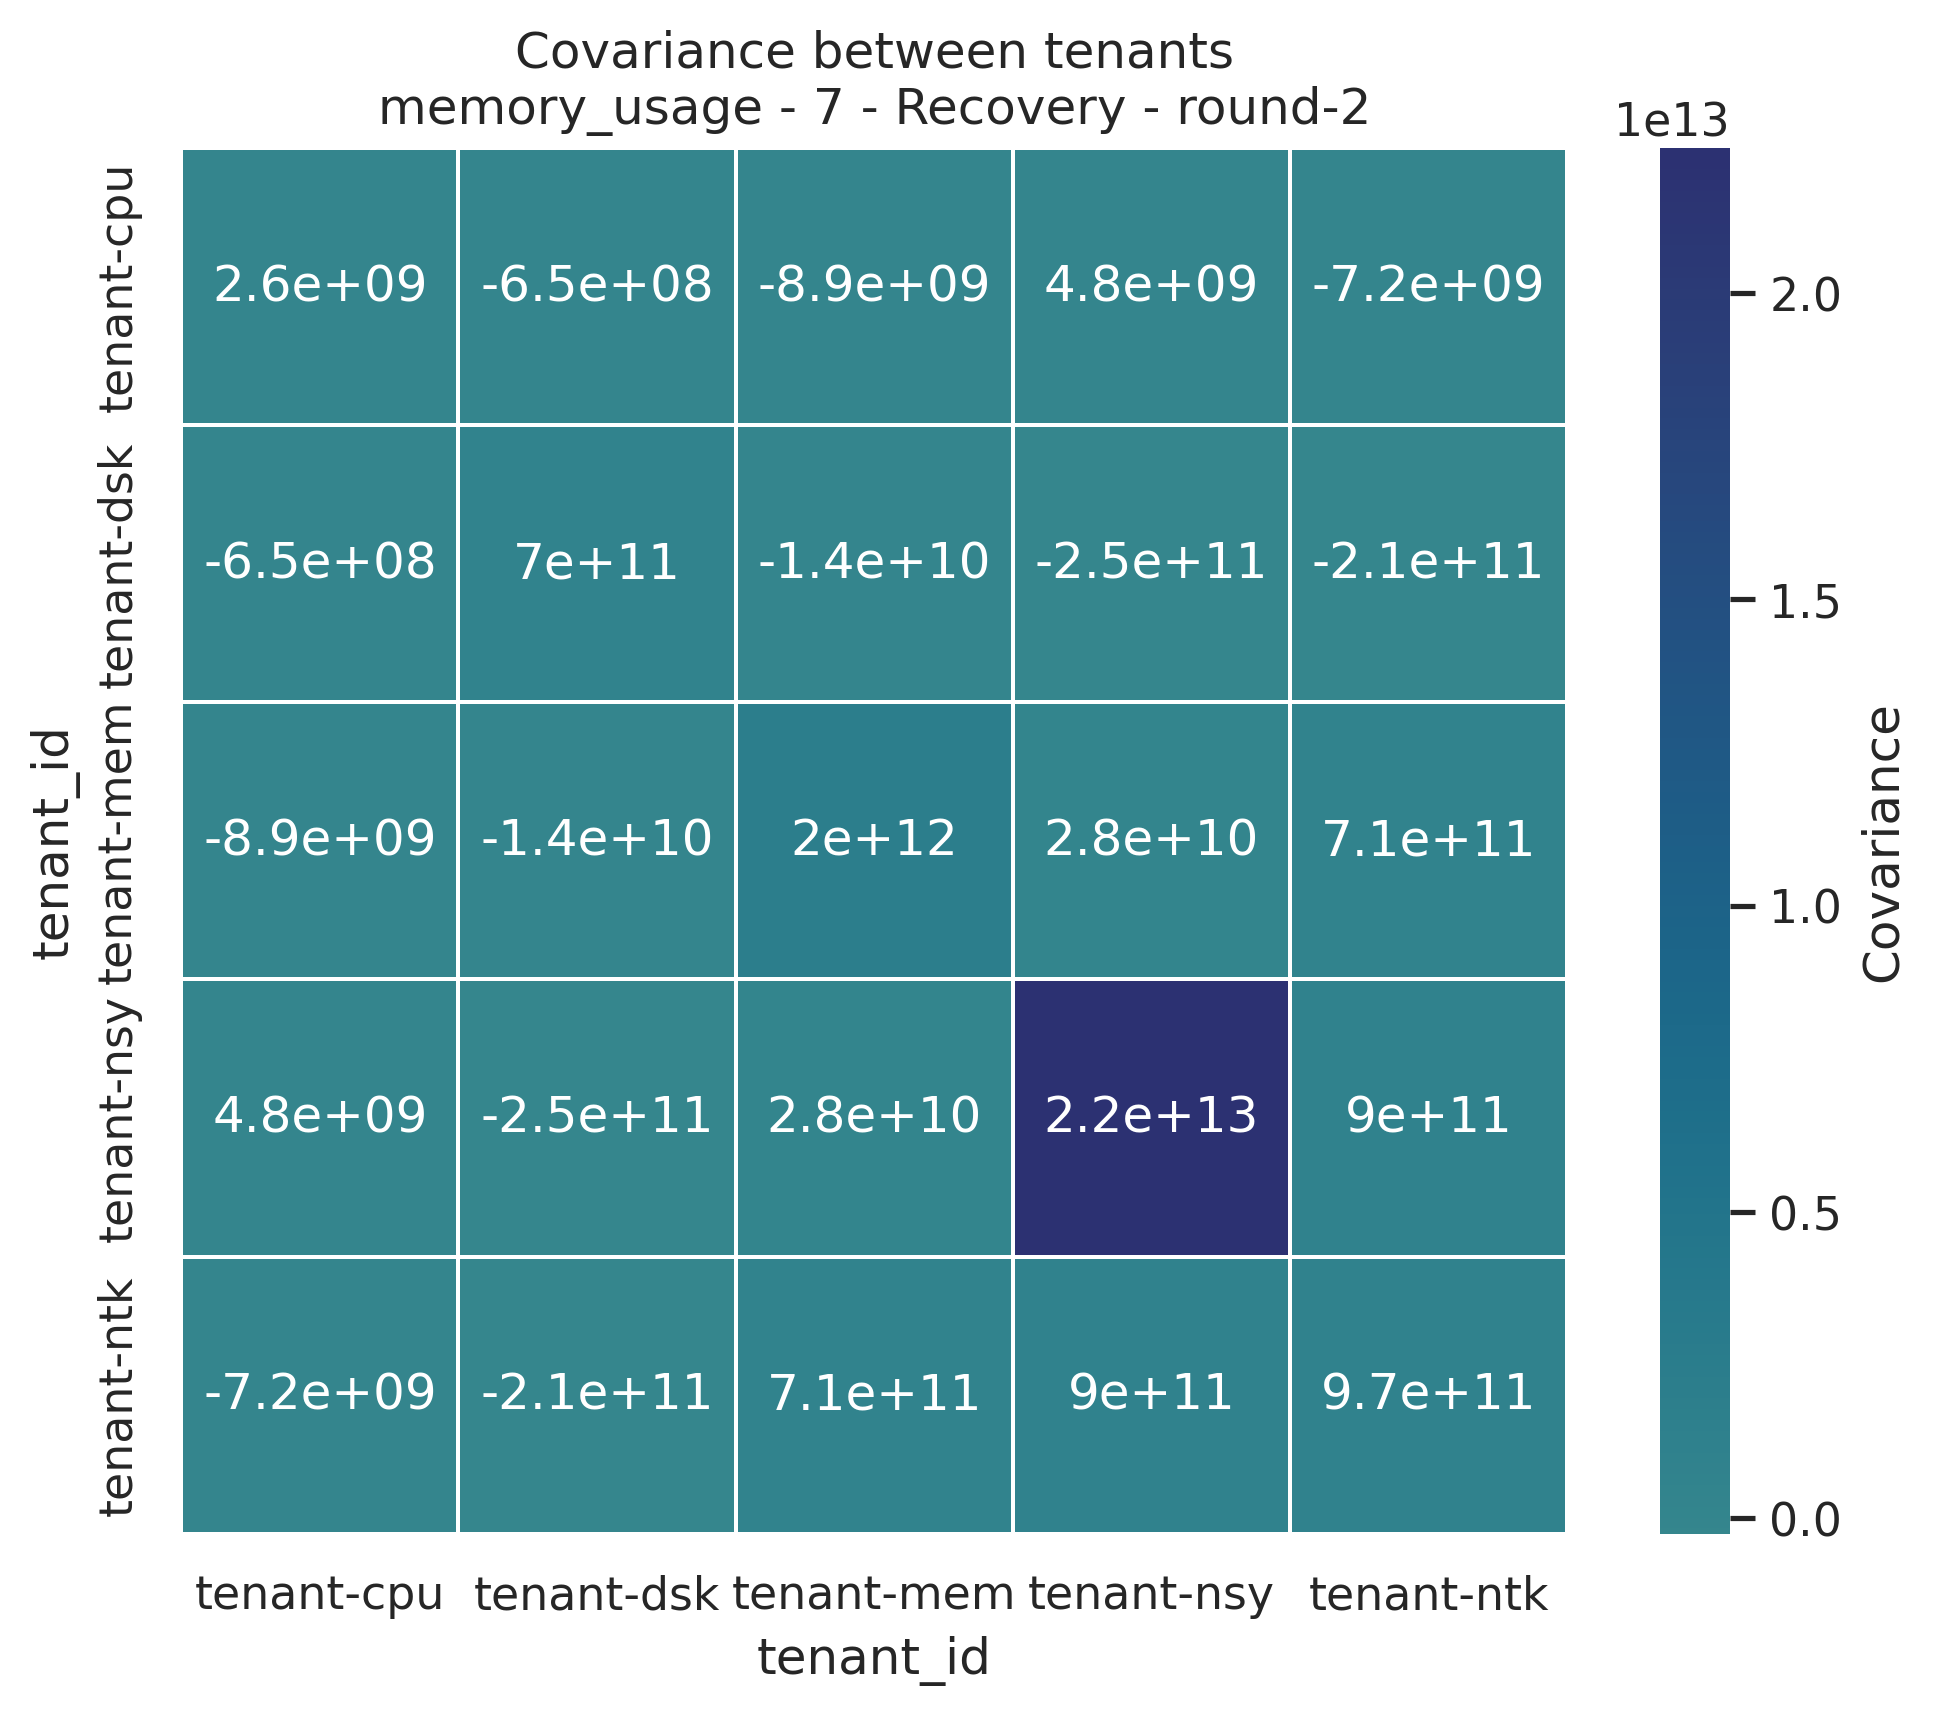 Covariance between tenants
memory_usage - 7 - Recovery - round-2
1e13
tenant-cpu
2.6e+09 -6.5e+08 -8.9e+09 4.8e+09 -7.2e+09
tenant-dsk
-6.5e+08 7e+11 -1.4e+10 -2.5e+11 -2.1e+11
tenant-mem
-8.9e+09 -1.4e+10 2e+12 2.8e+10 7.1e+11
tenant-nsy
4.8e+09 -2.5e+11 2.8e+10 2.2e+13 9e+11
tenant-ntk
-7.2e+09 -2.1e+11 7.1e+11 9e+11 9.7e+11
tenant_id
tenant-cpu tenant-dsk tenant-mem tenant-nsy tenant-ntk
tenant_id
2.0
1.5
1.0
0.5
0.0
Covariance